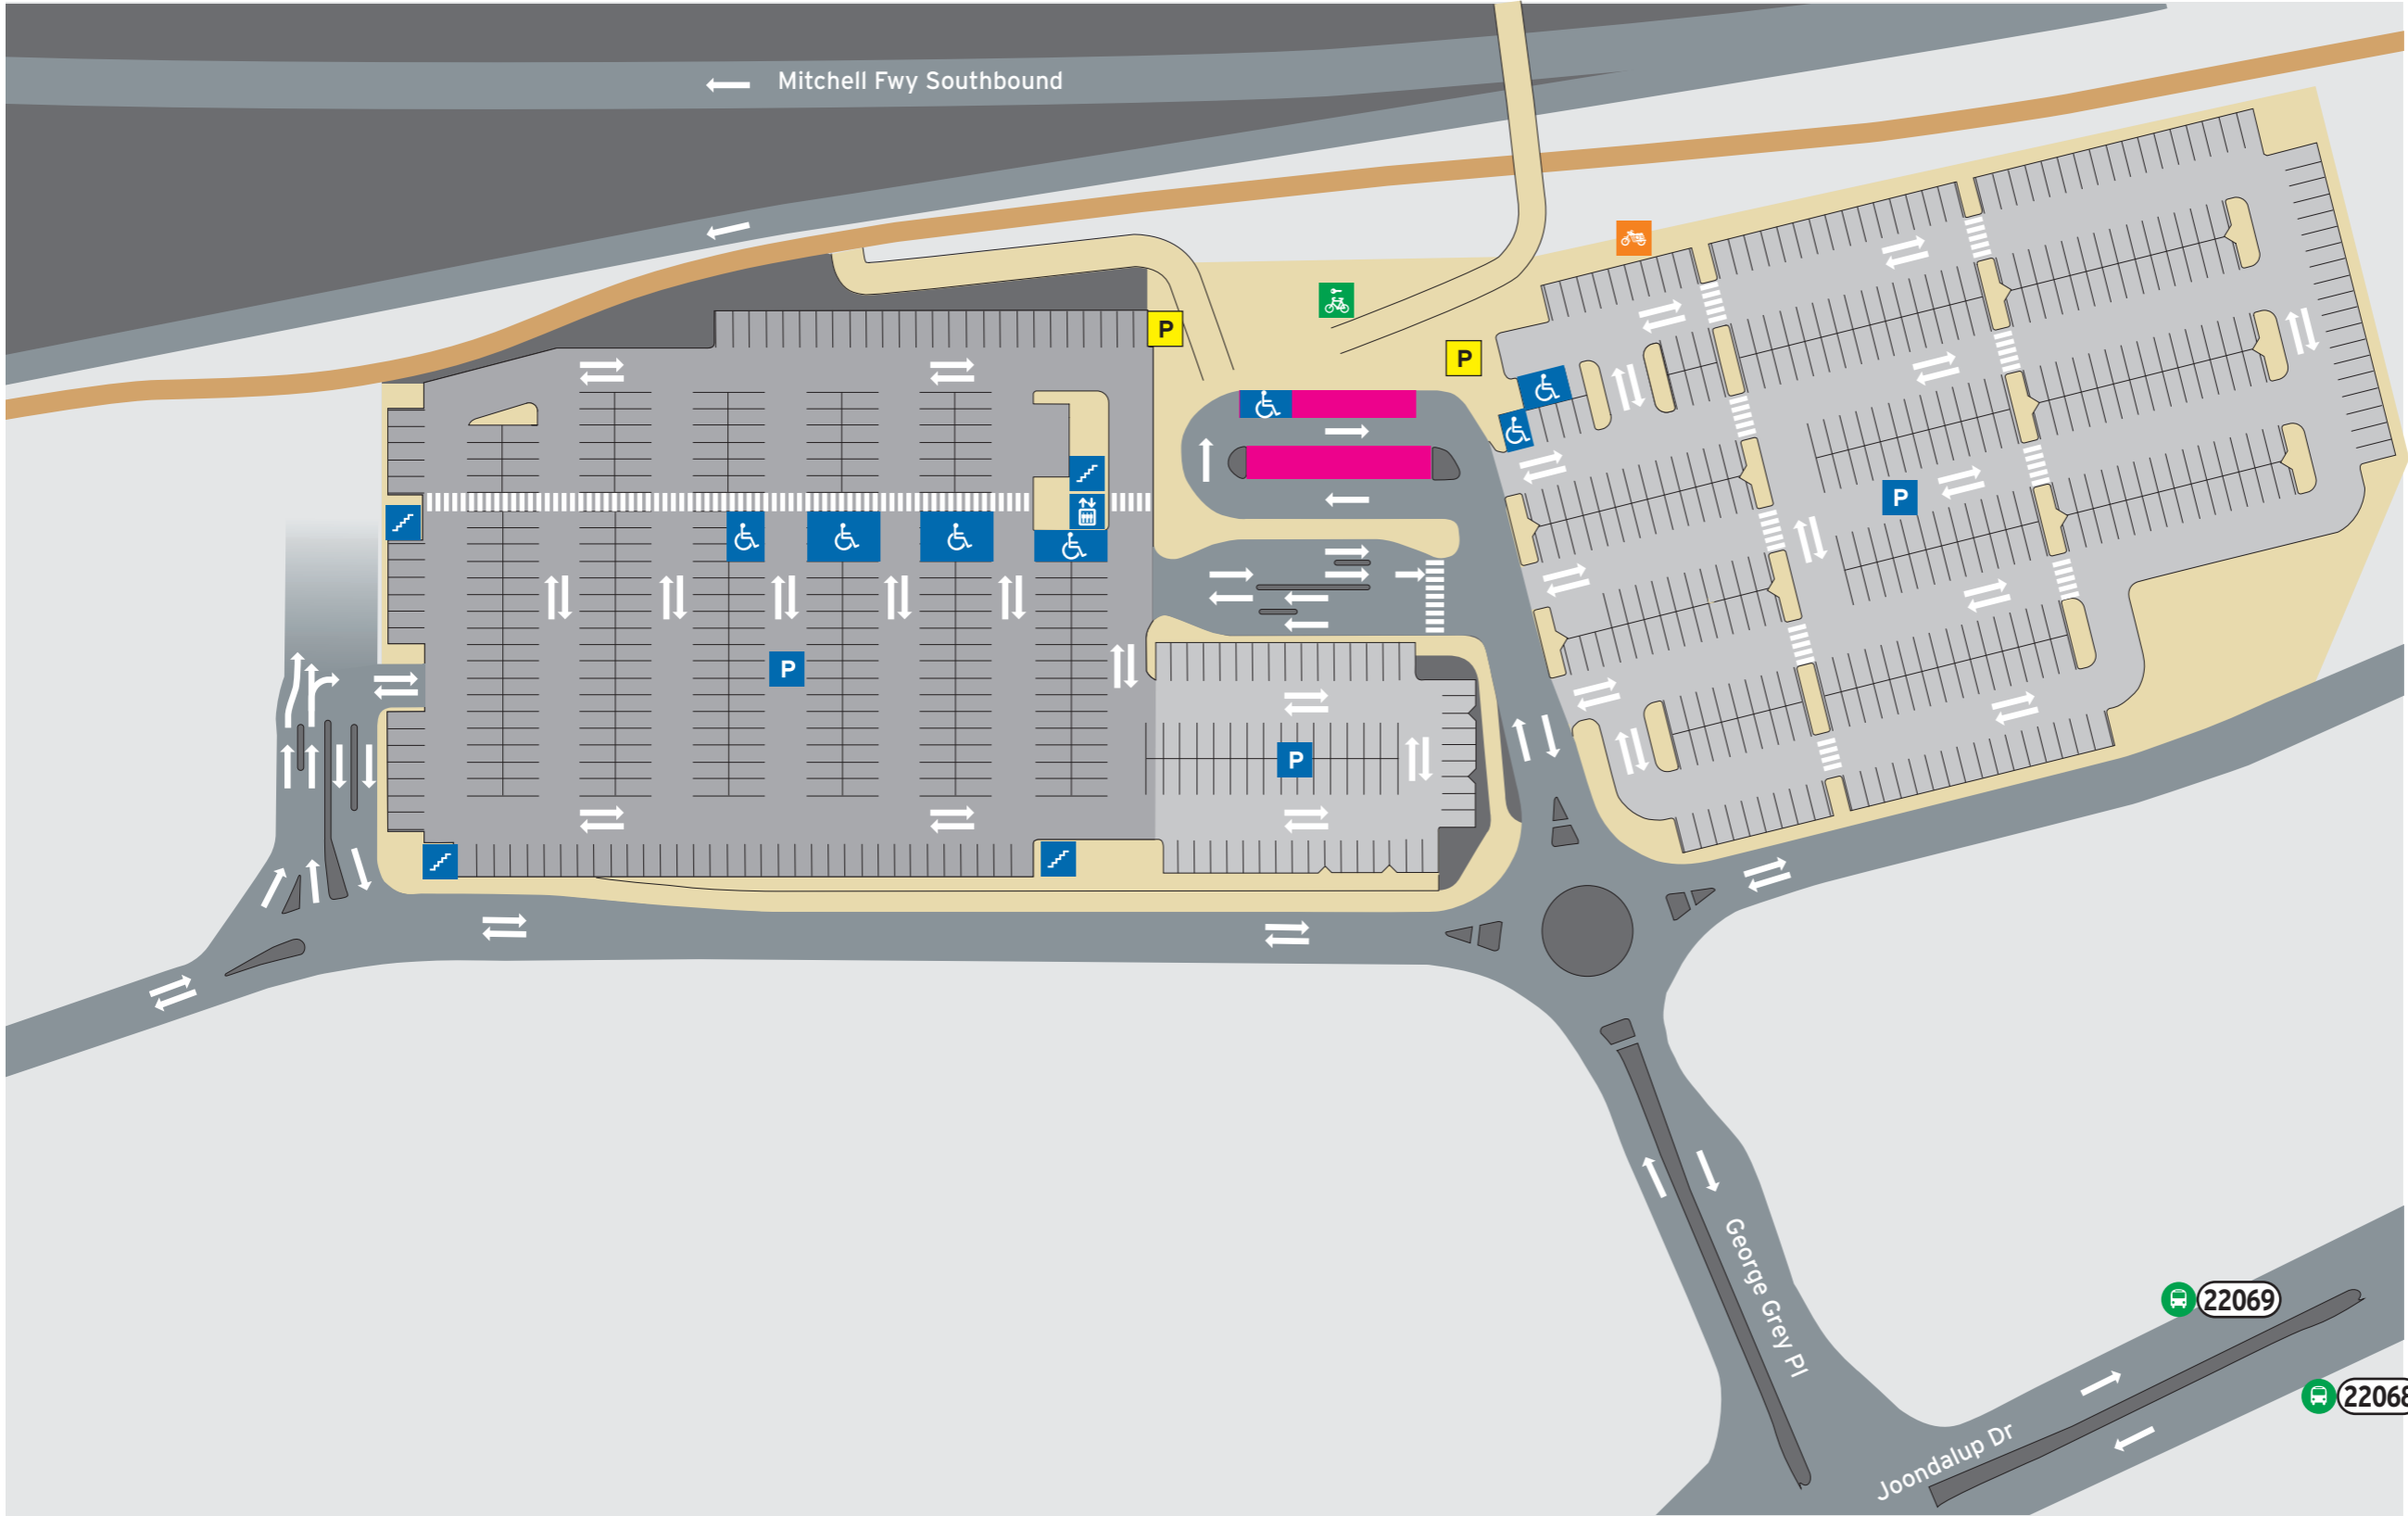 Mitchell Fwy Southbound
P
P
P
P
P
George Grey Pl
22069
22068
Joondalup Dr